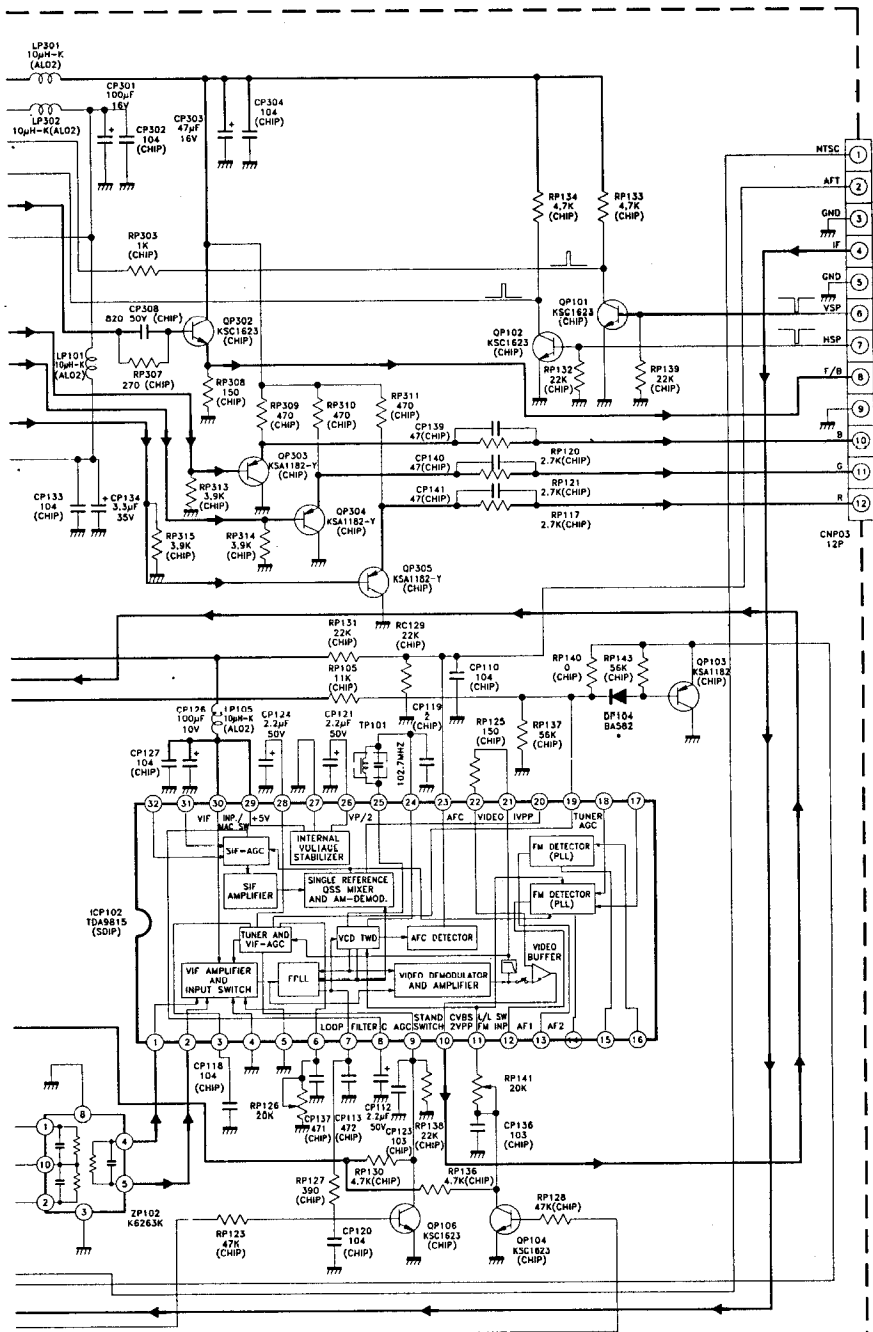 LP301
10µH-K
(AL02)
CP301
100µF
16V
LP302
10µH-K(AL02)
CP302
104
(CHIP)
CP303
47µF
16V
CP304
104
(CHIP)
RP134
4,7K
(CHIP)
RP133
4,7K
(CHIP)
NTSC
1
AFT
2
GND
3
IF
4
GND
5
VSP
6
HSP
7
F/B
8
9
B
10
G
11
R
12
CNP03
12P
RP303
1K
(CHIP)
CP308
820 50V (CHIP)
QP302
KSC1623
(CHIP)
QP101
KSC1623
(CHIP)
QP102
KSC1623
(CHIP)
LP101
10µH-K
(AL02)
RP307
270 (CHIP)
RP308
150
(CHIP)
RP132
22K
(CHIP)
RP139
22K
(CHIP)
RP309
470
(CHIP)
RP310
470
(CHIP)
RP311
470
(CHIP)
QP303
KSA1182-Y
(CHIP)
CP139
47(CHIP)
RP120
2.7K(CHIP)
CP140
47(CHIP)
RP121
2.7K(CHIP)
CP141
47(CHIP)
RP117
2.7K(CHIP)
CP133
104
(CHIP)
CP134
3,3µF
35V
RP313
3,9K
(CHIP)
QP304
KSA1182-Y
(CHIP)
RP315
3,9K
(CHIP)
RP314
3,9K
(CHIP)
QP305
KSA1182-Y
(CHIP)
RP131
22K
(CHIP)
RC129
22K
(CHIP)
RP105
11K
(CHIP)
CP110
104
(CHIP)
RP140
0
(CHIP)
RP143
56K
(CHIP)
QP103
KSA1182
(CHIP)
DP104
BA582
CP126
100µF
10V
LP105
10µH-K
(AL02)
CP124
2.2µF
50V
CP121
2.2µF
50V
TP101
102.7MHZ
CP119
2
(CHIP)
RP125
150
(CHIP)
RP137
56K
(CHIP)
CP127
104
(CHIP)
32 31 30 29 28 27 26 25 24 23 22 21 20 19 18 17
VIF INP./ +5V VP/2 AFC VIDEO 1VPP TUNER
MAC SW AGC
INTERNAL
VOLTAGE
STABILIZER
SIF-AGC
SIF
AMPLIFIER
SINGLE REFERENCE
QSS MIXER
AND AM-DEMOD.
FM DETECTOR
(PLL)
FM DETECTOR
(PLL)
ICP102
TDA9815
(SDIP)
TUNER AND
VIF-AGC
VCD TWD
AFC DETECTOR
VIDEO
BUFFER
VIF AMPLIFIER
AND
INPUT SWITCH
FPLL
VIDEO DEMODULATOR
AND AMPLIFIER
STAND CVBS L/L SW
LOOP FILTER C AGC SWITCH 2VPP FM INP AF1 AF2
1 2 3 4 5 6 7 8 9 10 11 12 13 14 15 16
CP118
104
(CHIP)
RP126
20K
CP137
471
(CHIP)
CP113
472
(CHIP)
CP112
2.2µF
50V
CP123
103
(CHIP)
RP138
22K
(CHIP)
RP141
20K
CP136
103
(CHIP)
8
1
10
2
4
5
3
ZP102
K6263K
RP127
390
(CHIP)
RP130
4.7K(CHIP)
RP136
4.7K(CHIP)
RP123
47K
(CHIP)
CP120
104
(CHIP)
QP106
KSC1623
(CHIP)
QP104
KSC1623
(CHIP)
RP128
47K
(CHIP)